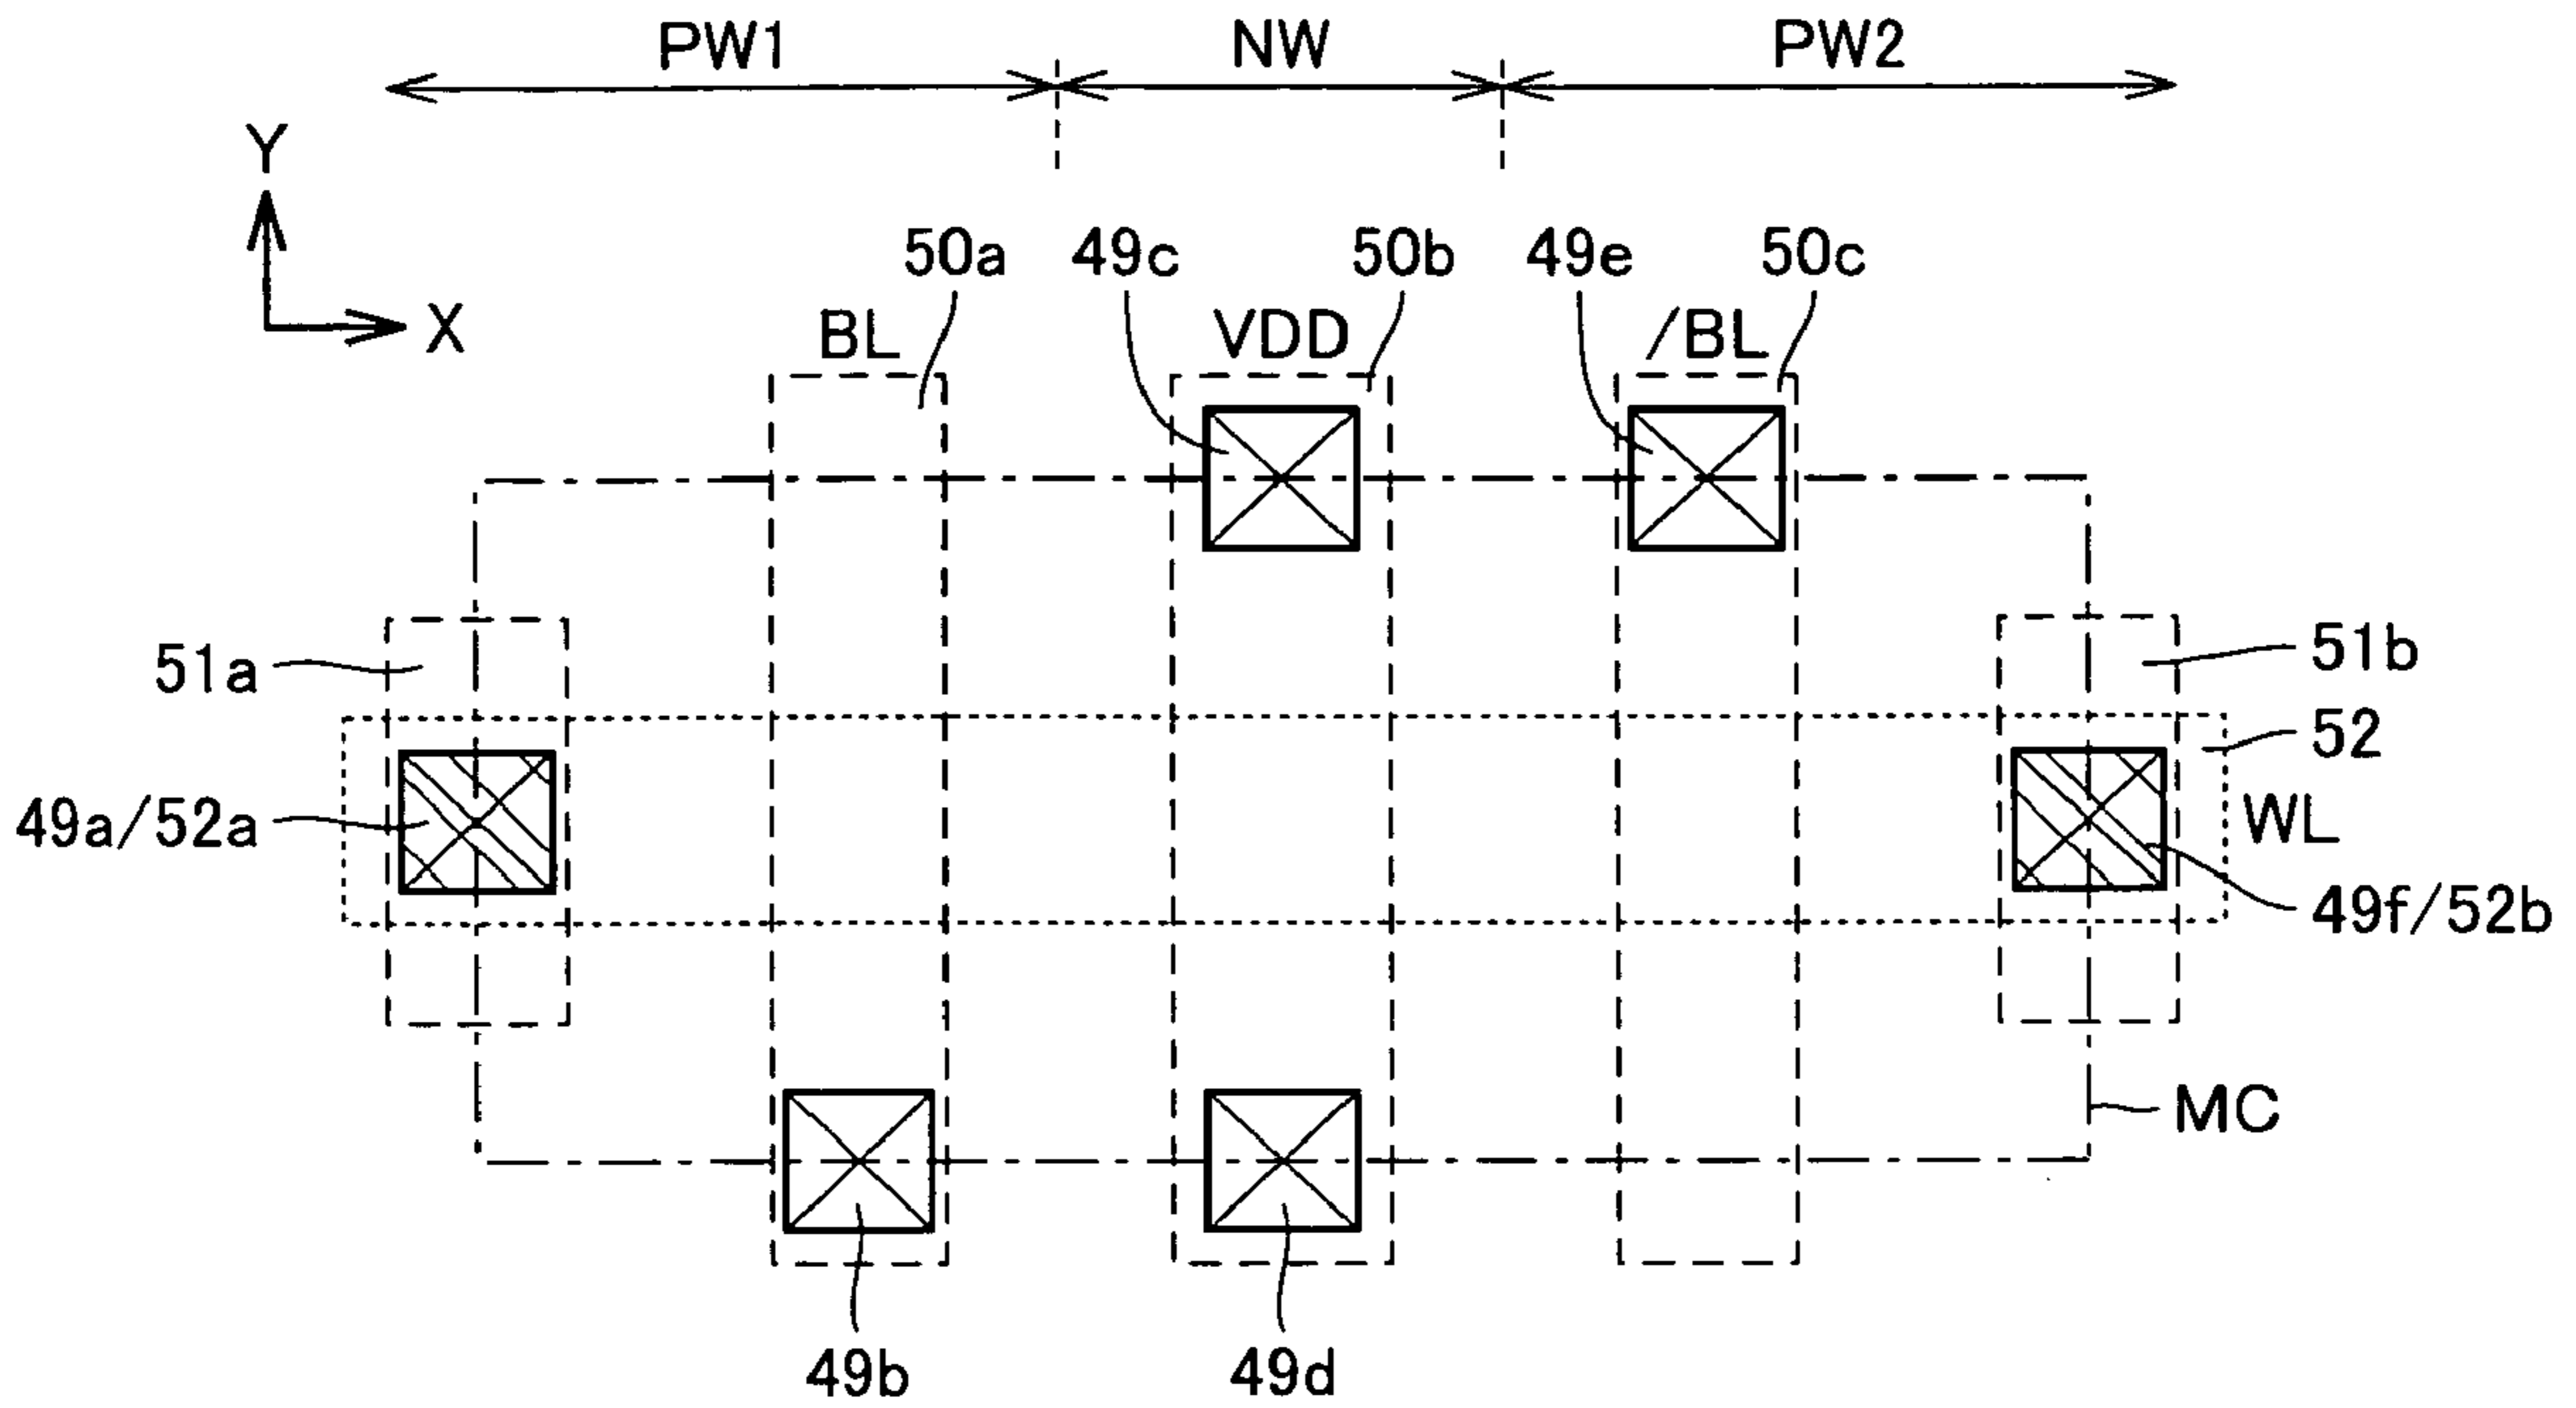 PW1 NW PW2
Y
X
50a 49c 50b 49e 50c
BL VDD /BL
51a 51b
52
49a/52a WL
49f/52b
MC
49b 49d